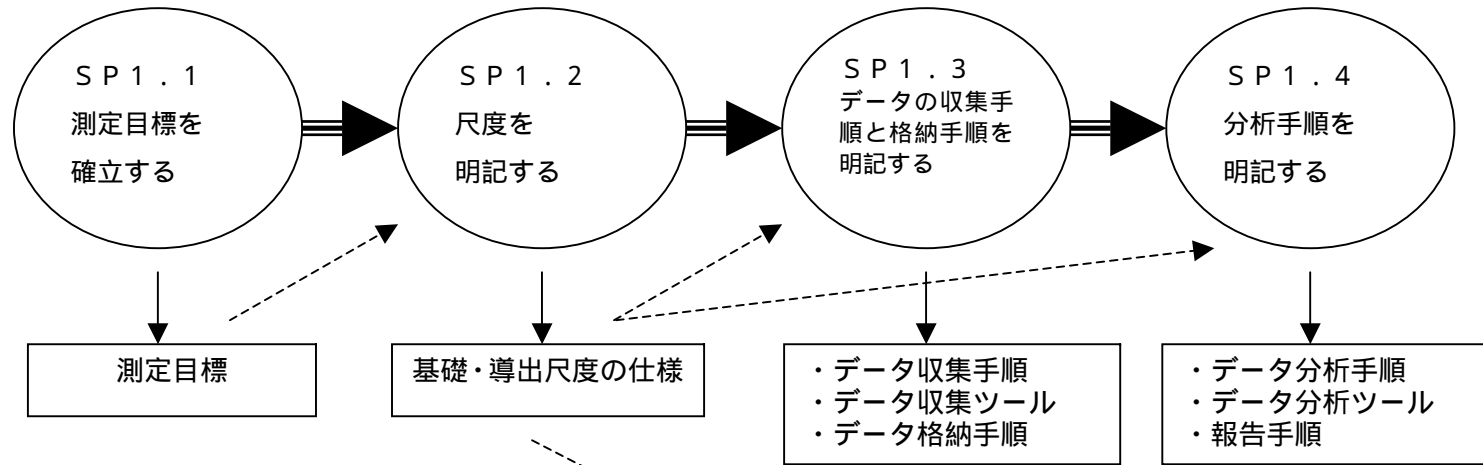 SP1.1
測定目標を
確立する
SP1.2
尺度を
明記する
SP1.3
データの収集手
順と格納手順を
明記する
SP1.4
分析手順を
明記する
測定目標
基礎・導出尺度の仕様
・データ収集手順
・データ収集ツール
・データ格納手順
・データ分析手順
・データ分析ツール
・報告手順